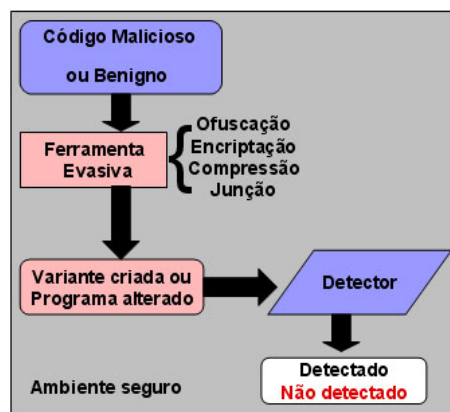 Código Malicioso
ou Benigno
Ferramenta
Evasiva
Ofuscação
Encriptação
Compressão
Junção
Variante criada ou
Programa alterado
Detector
Detectado
Não detectado
Ambiente seguro